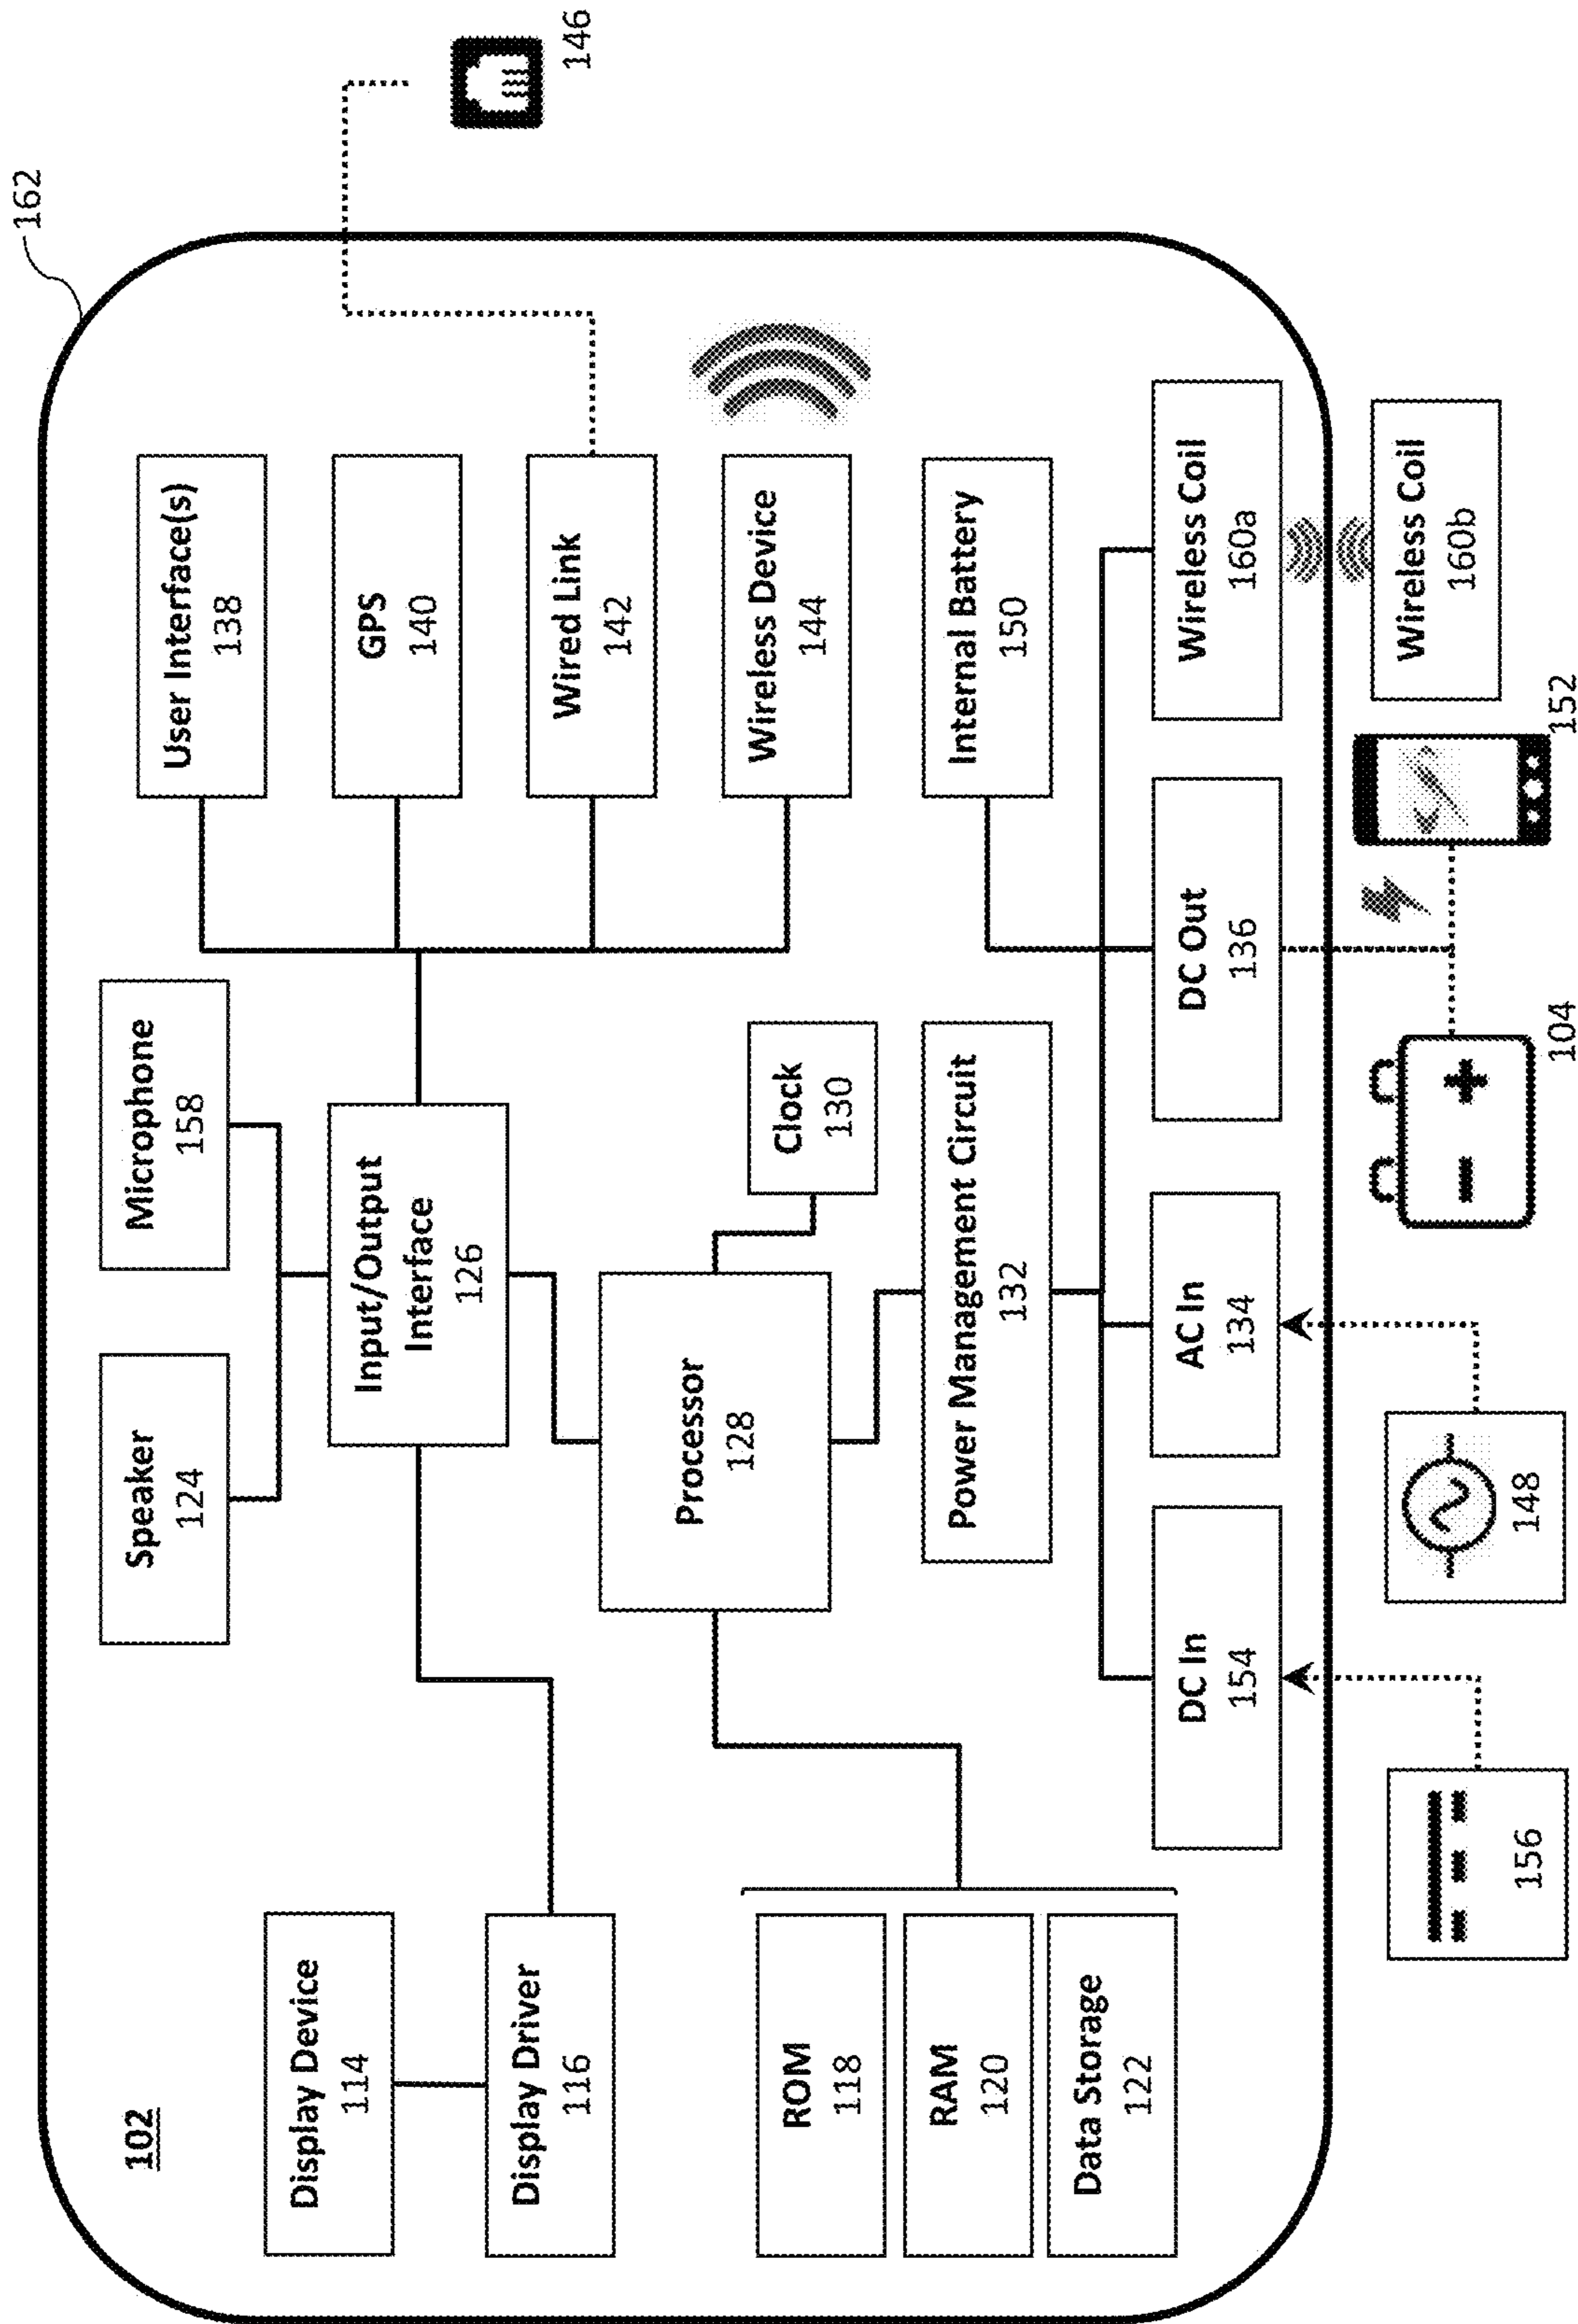 102
162
Speaker
124
Microphone
158
Display Device
114
User Interface(s)
138
Input/Output
Interface
126
GPS
140
146
Display Driver
116
Wired Link
142
Processor
128
Clock
130
Wireless Device
144
ROM
118
RAM
120
Data Storage
122
Power Management Circuit
132
Internal Battery
150
DC In
154
AC In
134
DC Out
136
Wireless Coil
160a
156
148
104
152
Wireless Coil
160b